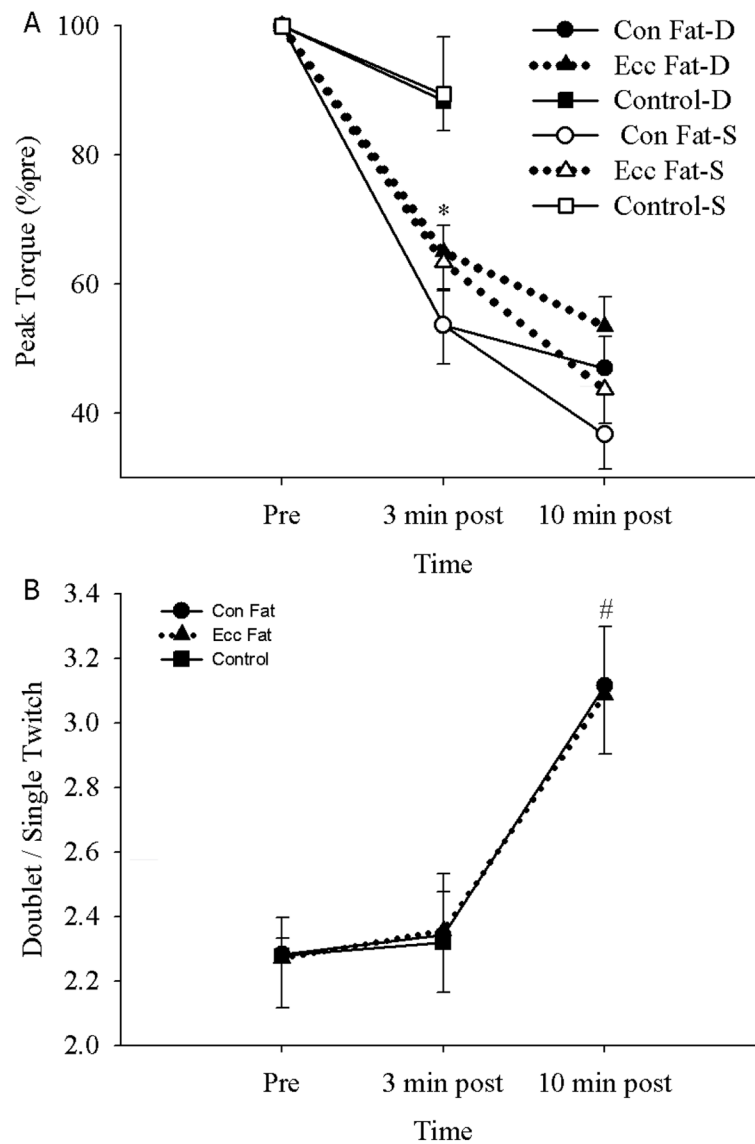 A
100
80
60
40
Peak Torque (%pre)
Con Fat-D
Ecc Fat-D
Control-D
Con Fat-S
Ecc Fat-S
Control-S
*
Pre
3 min post
10 min post
Time
B
3.4
3.2
3.0
2.8
2.6
2.4
2.2
2.0
Doublet / Single Twitch
Con Fat
Ecc Fat
Control
#
Pre
3 min post
10 min post
Time